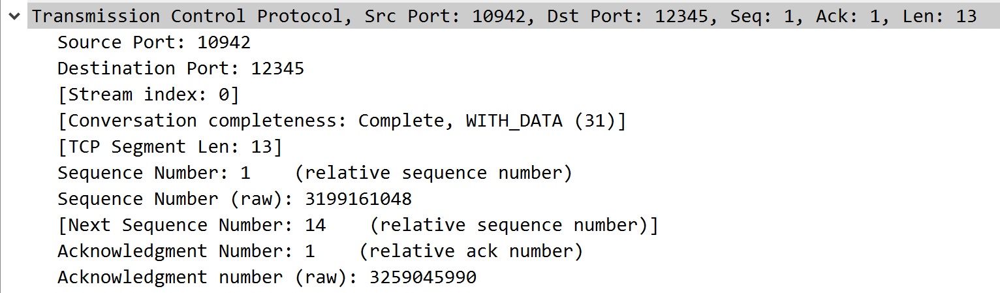 Transmission Control Protocol, Src Port: 10942, Dst Port: 12345, Seq: 1, Ack: 1, Len: 13
Source Port: 10942
Destination Port: 12345
[Stream index: 0]
[Conversation completeness: Complete, WITH_DATA (31)]
[TCP Segment Len: 13]
Sequence Number: 1    (relative sequence number)
Sequence Number (raw): 3199161048
[Next Sequence Number: 14    (relative sequence number)]
Acknowledgment Number: 1    (relative ack number)
Acknowledgment number (raw): 3259045990